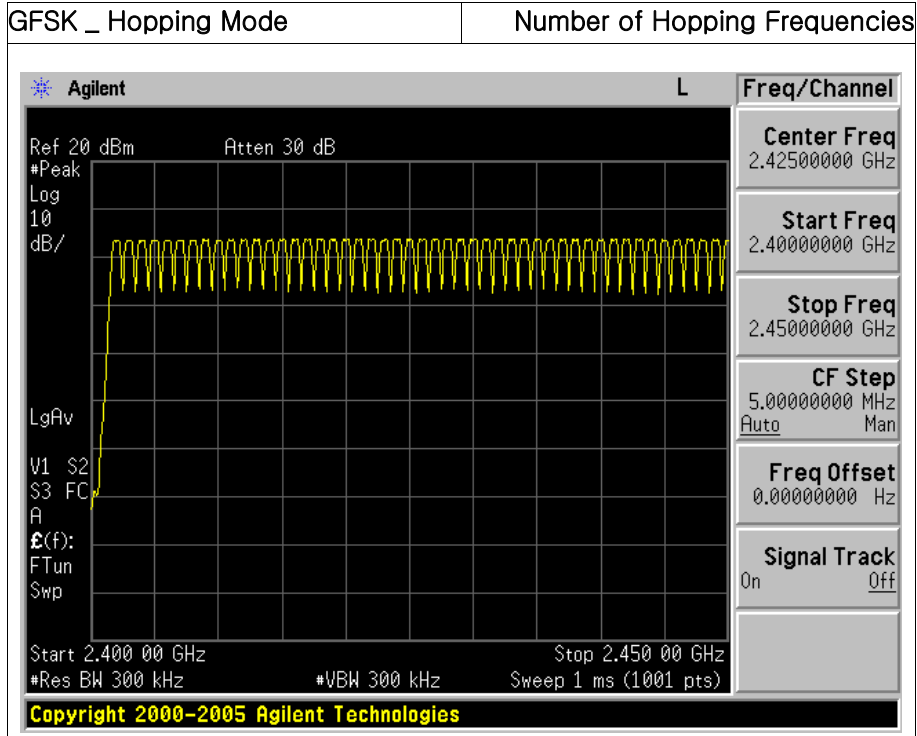 GFSK _ Hopping Mode
Number of Hopping Frequencies
Agilent
L
Freq/Channel
Ref 20 dBm
Atten 30 dB
#Peak
Log
10
dB/
LgAv
V1 S2
S3 FC
A
£(f):
FTun
Swp
Start 2.400 00 GHz
Stop 2.450 00 GHz
#Res BW 300 kHz
#VBW 300 kHz
Sweep 1 ms (1001 pts)
Center Freq
2.42500000 GHz
Start Freq
2.40000000 GHz
Stop Freq
2.45000000 GHz
CF Step
5.00000000 MHz
Auto Man
Freq Offset
0.00000000 Hz
Signal Track
On Off
Copyright 2000-2005 Agilent Technologies